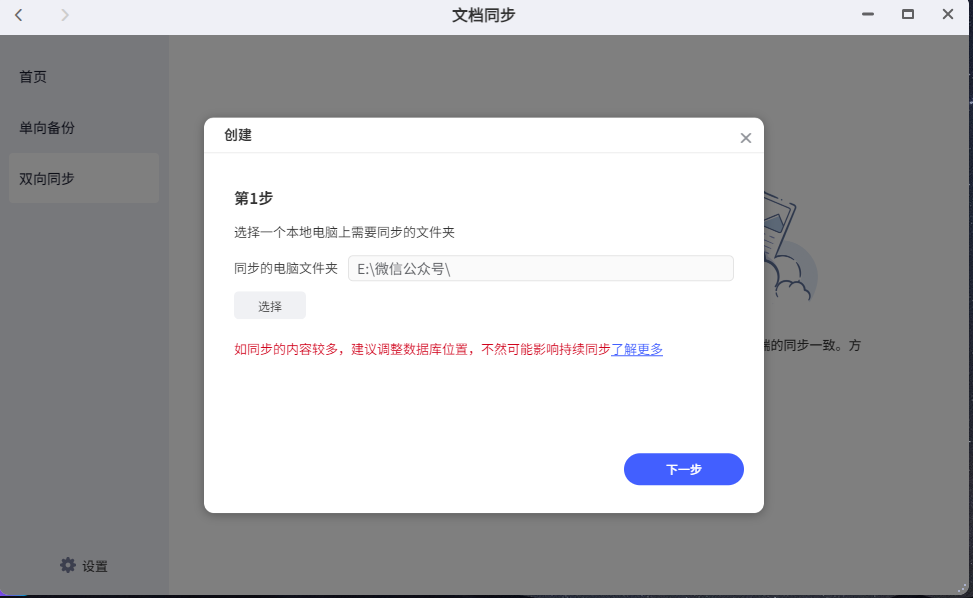 文档同步
首页
单向备份
双向同步
创建
第1步
选择一个本地电脑上需要同步的文件夹
同步的电脑文件夹 E:\微信公众号\
选择
如同步的内容较多，建议调整数据库位置，不然可能影响持续同步了解更多
端的同步一致。方
下一步
设置